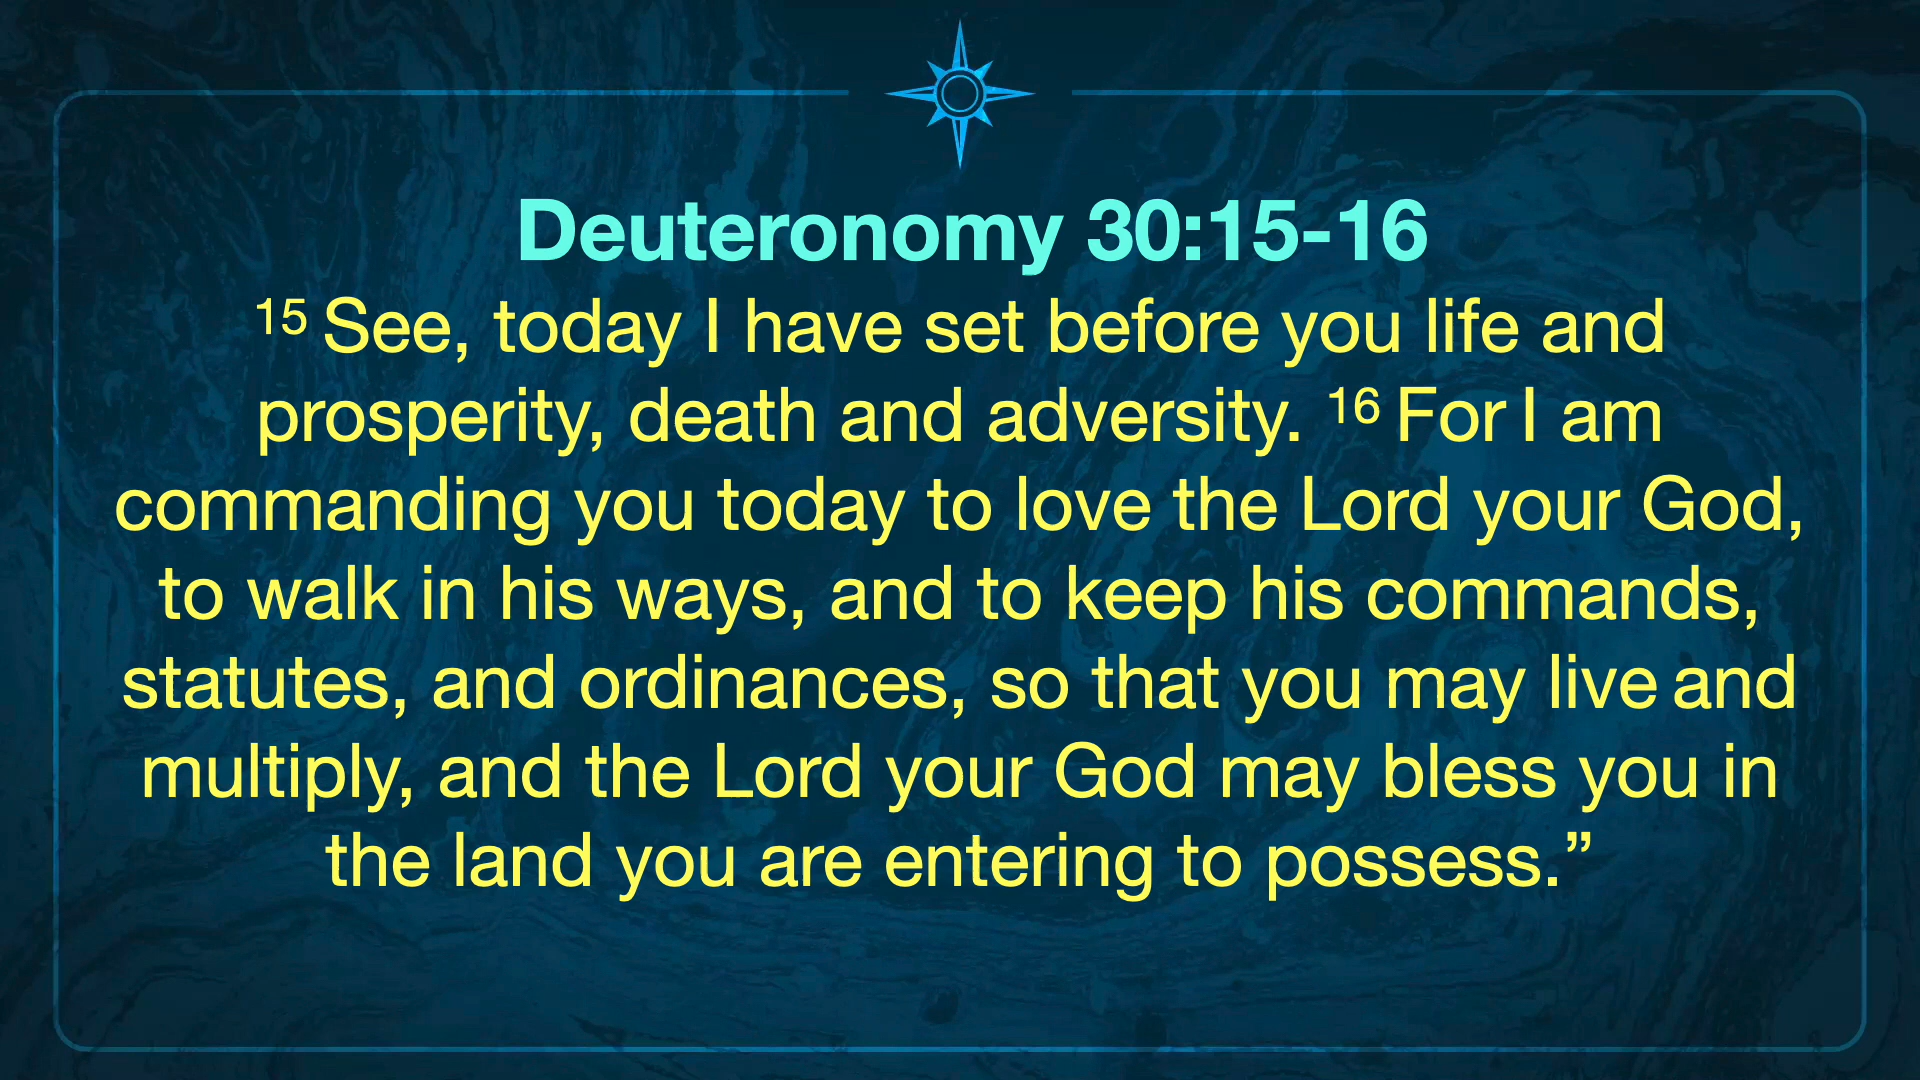 Deuteronomy 30:15-16
15 See, today I have set before you life and
prosperity, death and adversity. 16 For I am
commanding you today to love the Lord your God,
to walk in his ways, and to keep his commands,
statutes, and ordinances, so that you may live and
multiply, and the Lord your God may bless you in
the land you are entering to possess.”